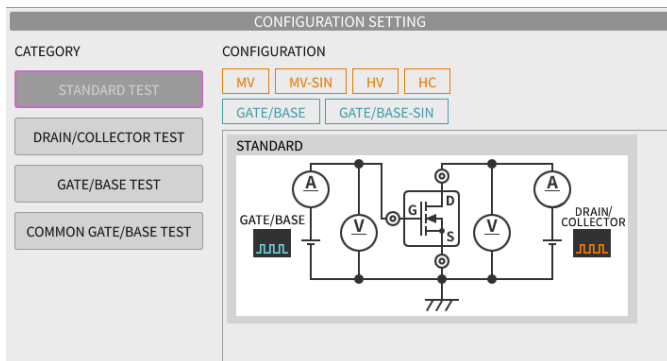 CONFIGURATION SETTING
CATEGORY
CONFIGURATION
STANDARD TEST
MV
MV-SIN
HV
HC
GATE/BASE
GATE/BASE-SIN
DRAIN/COLLECTOR TEST
GATE/BASE TEST
COMMON GATE/BASE TEST
STANDARD
A
A
D
G
S
V
V
GATE/BASE
DRAIN/
COLLECTOR